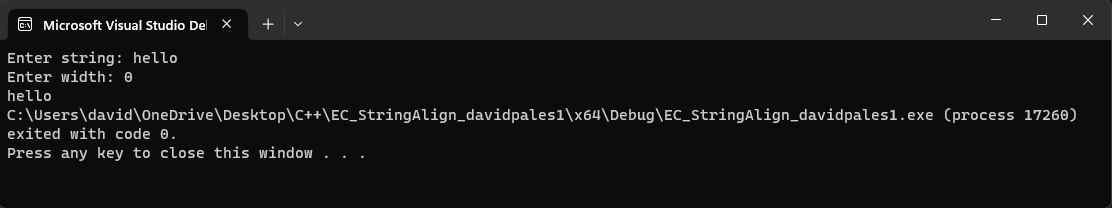 Microsoft Visual Studio De
Enter string: hello
Enter width: 0
hello
C:\Users\david\OneDrive\Desktop\C++\EC_StringAlign_davidpales1\x64\Debug\EC_StringAlign_davidpales1.exe (process 17260)
exited with code 0.
Press any key to close this window . . .